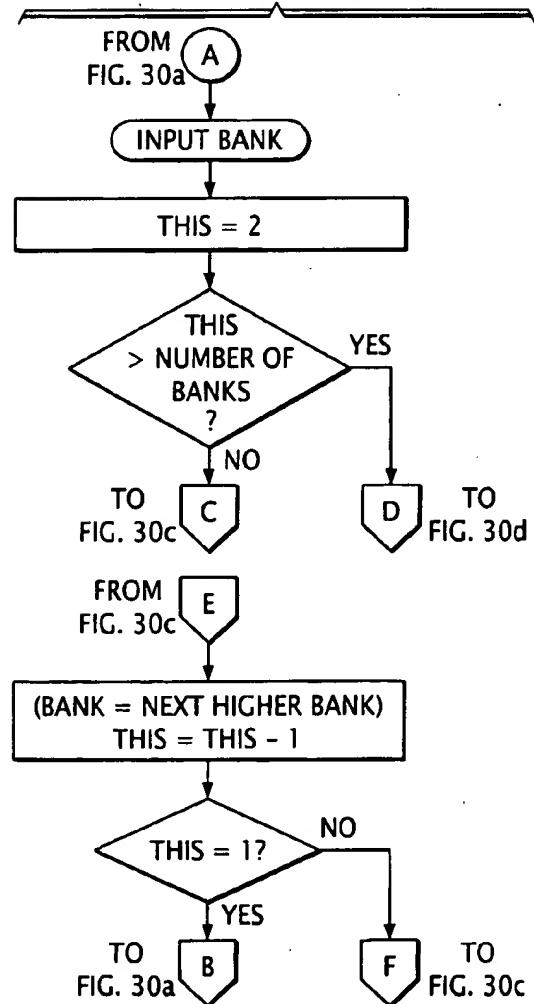 FROM
FIG. 30a
A
INPUT BANK
THIS = 2
THIS
> NUMBER OF
BANKS
?
YES
NO
TO
FIG. 30c
C
D
TO
FIG. 30d
FROM
FIG. 30c
E
(BANK = NEXT HIGHER BANK)
THIS = THIS - 1
THIS = 1?
NO
YES
TO
FIG. 30a
B
F
TO
FIG. 30c